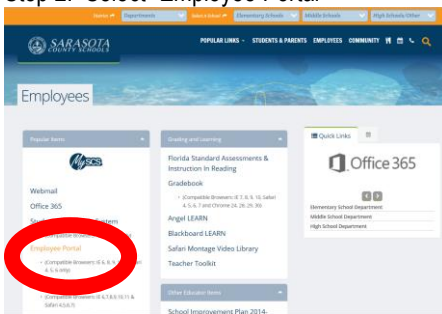 Step 2. Select "Employee Portal"
Departments
Elementary Schools
Middle Schools
High Schools-Other
SARASOTA
COUNTY SCHOOLS
POPULAR LINKS
STUDENTS & PARENTS
EMPLOYEES
COMMUNITY
Employees
Popular Items
MySCS
Webmail
Office 365
Employee Portal
Grading and Learning
Florida Standard Assessments &
Instruction In Reading
Gradebook
Angel LEARN
Blackboard LEARN
Safari Montage Video Library
Teacher Toolkit
Other Educator Items
School Improvement Plan 2014-
Quick Links
Office 365
Elementary School Department
Middle School Department
High School Department